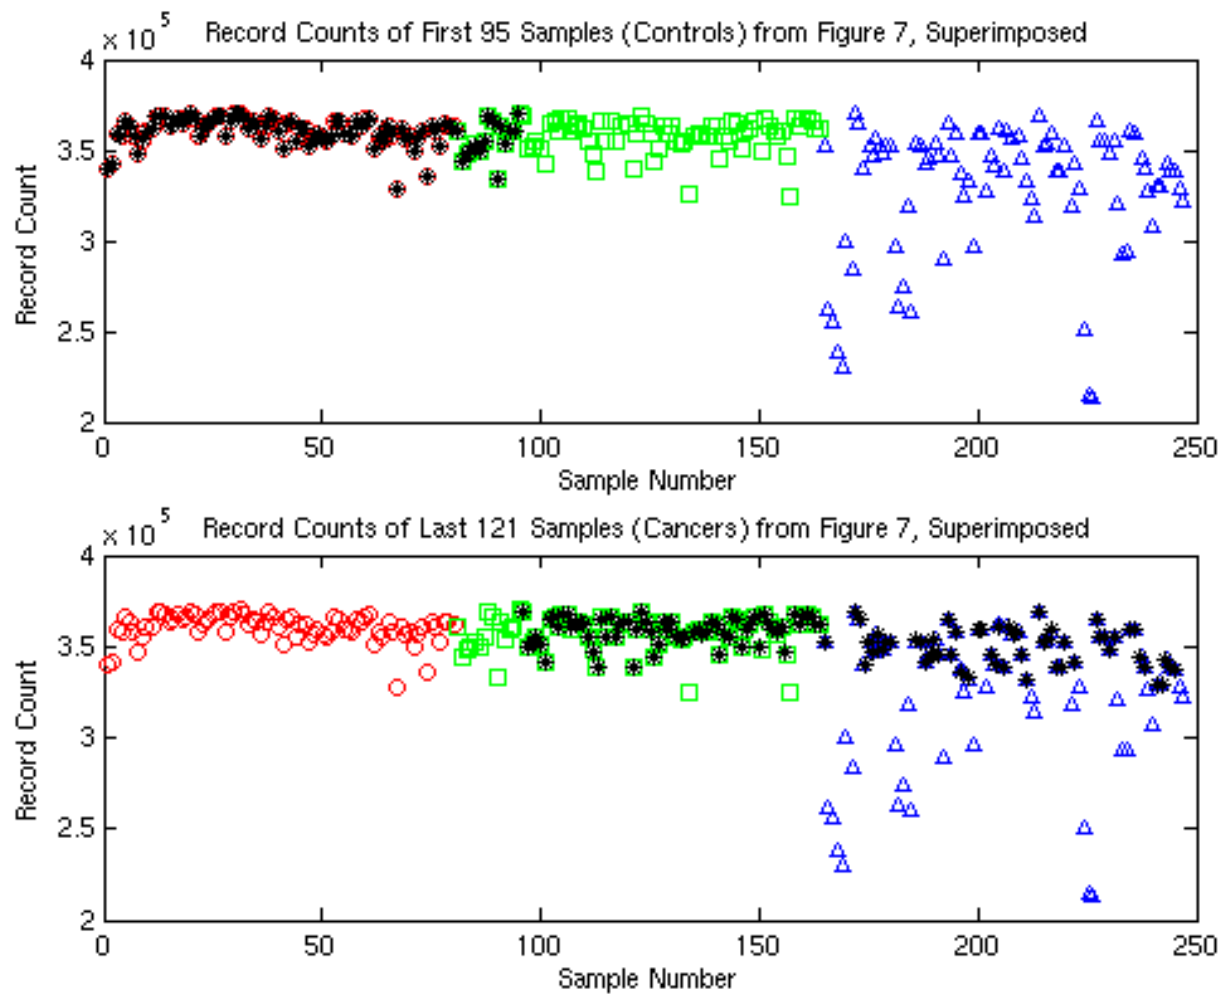 × 10^5
Record Counts of First 95 Samples (Controls) from Figure 7, Superimposed
4
3.5
3
2.5
2
Record Count
0 50 100 150 200 250
Sample Number
× 10^5
Record Counts of Last 121 Samples (Cancers) from Figure 7, Superimposed
4
3.5
3
2.5
2
Record Count
0 50 100 150 200 250
Sample Number